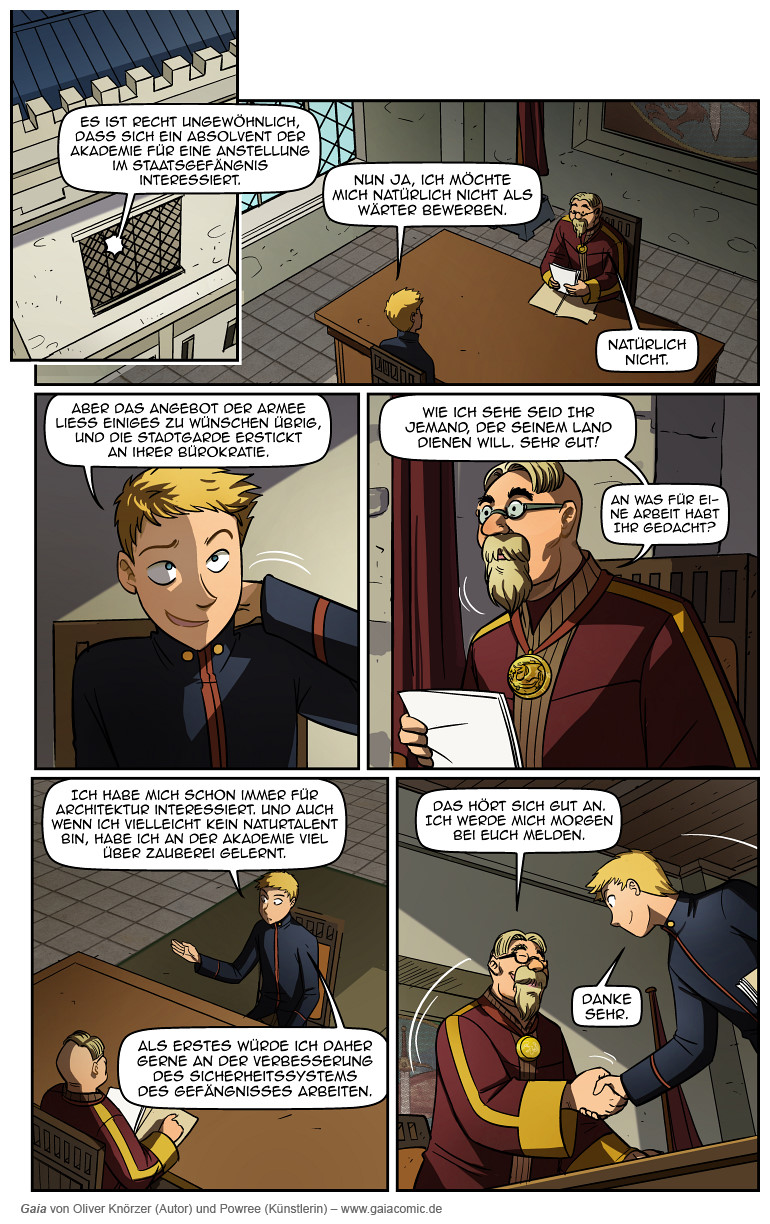 ES IST RECHT UNGEWÖHNLICH,
DASS SICH EIN ABSOLVENT DER
AKADEMIE FÜR EINE ANSTELLUNG
IM STAATSGEFÄNGNIS
INTERESSIERT.
NUN JA, ICH MÖCHTE
MICH NATÜRLICH NICHT ALS
WÄRTER BEWERBEN.
NATÜRLICH
NICHT.
ABER DAS ANGEBOT DER ARMEE
LIESS EINIGES ZU WÜNSCHEN ÜBRIG,
UND DIE STADTGARDE ERSTICKT
AN IHRER BÜROKRATIE.
WIE ICH SEHE SEID IHR
JEMAND, DER SEINEM LAND
DIENEN WILL. SEHR GUT!
AN WAS FÜR EI-
NE ARBEIT HABT
IHR GEDACHT?
ICH HABE MICH SCHON IMMER FÜR
ARCHITEKTUR INTERESSIERT. UND AUCH
WENN ICH VIELLEICHT KEIN NATURTALENT
BIN, HABE ICH AN DER AKADEMIE VIEL
ÜBER ZAUBEREI GELERNT.
ALS ERSTES WÜRDE ICH DAHER
GERNE AN DER VERBESSERUNG
DES SICHERHEITSSYSTEMS
DES GEFÄNGNISSES ARBEITEN.
DAS HÖRT SICH GUT AN.
ICH WERDE MICH MORGEN
BEI EUCH MELDEN.
DANKE
SEHR.
Gaia von Oliver Knörzer (Autor) und Powree (Künstlerin) – www.gaiacomic.de